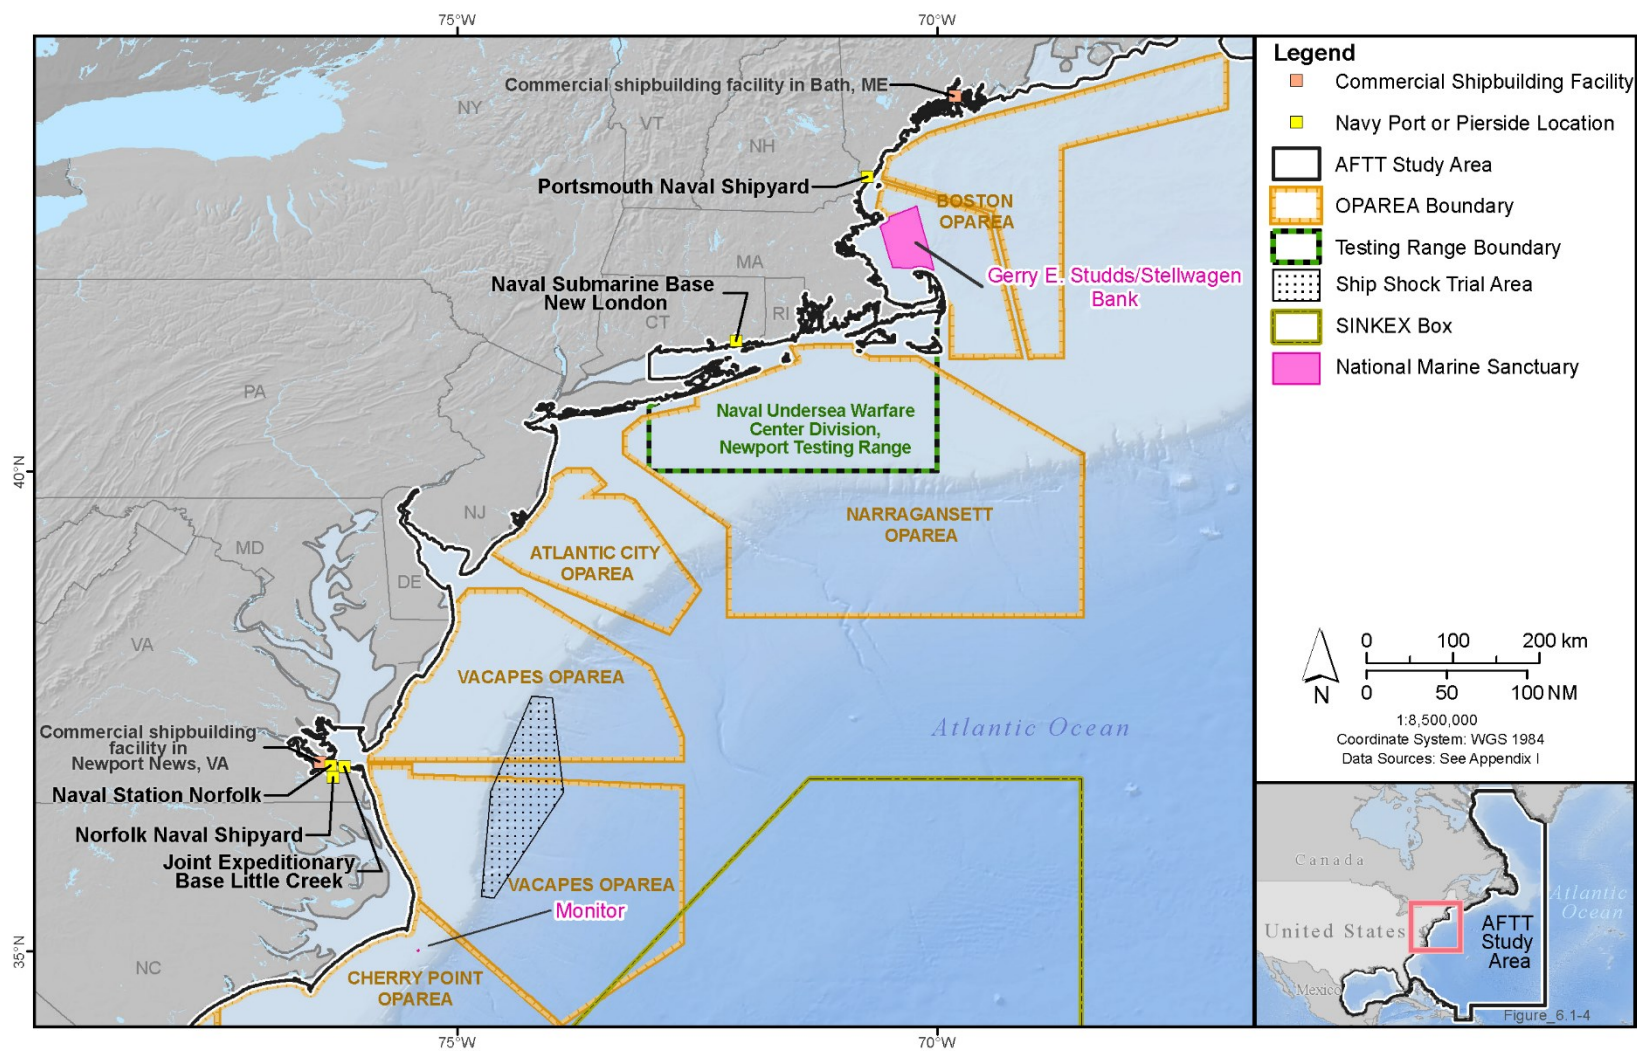 75°W
70°W
Commercial shipbuilding facility in Bath, ME
NY
VT
NH
Portsmouth Naval Shipyard
BOSTON
OPAREA
MA
Gerry E. Studds/Stellwagen
Bank
Naval Submarine Base
New London
CT
RI
PA
Naval Undersea Warfare
Center Division,
Newport Testing Range
40°N
NJ
NARRAGANSETT
OPAREA
MD
DE
ATLANTIC CITY
OPAREA
VA
VACAPES OPAREA
Atlantic Ocean
Commercial shipbuilding
facility in
Newport News, VA
Naval Station Norfolk
Norfolk Naval Shipyard
Joint Expeditionary
Base Little Creek
VACAPES OPAREA
Monitor
35°N
NC
CHERRY POINT
OPAREA
75°W
70°W
Legend
Commercial Shipbuilding Facility
Navy Port or Pierside Location
AFTT Study Area
OPAREA Boundary
Testing Range Boundary
Ship Shock Trial Area
SINKEX Box
National Marine Sanctuary
N
0 100 200 km
0 50 100 NM
1:8,500,000
Coordinate System: WGS 1984
Data Sources: See Appendix I
Canada
United States
Mexico
Atlantic
Ocean
AFTT
Study
Area
Figure_6.1-4